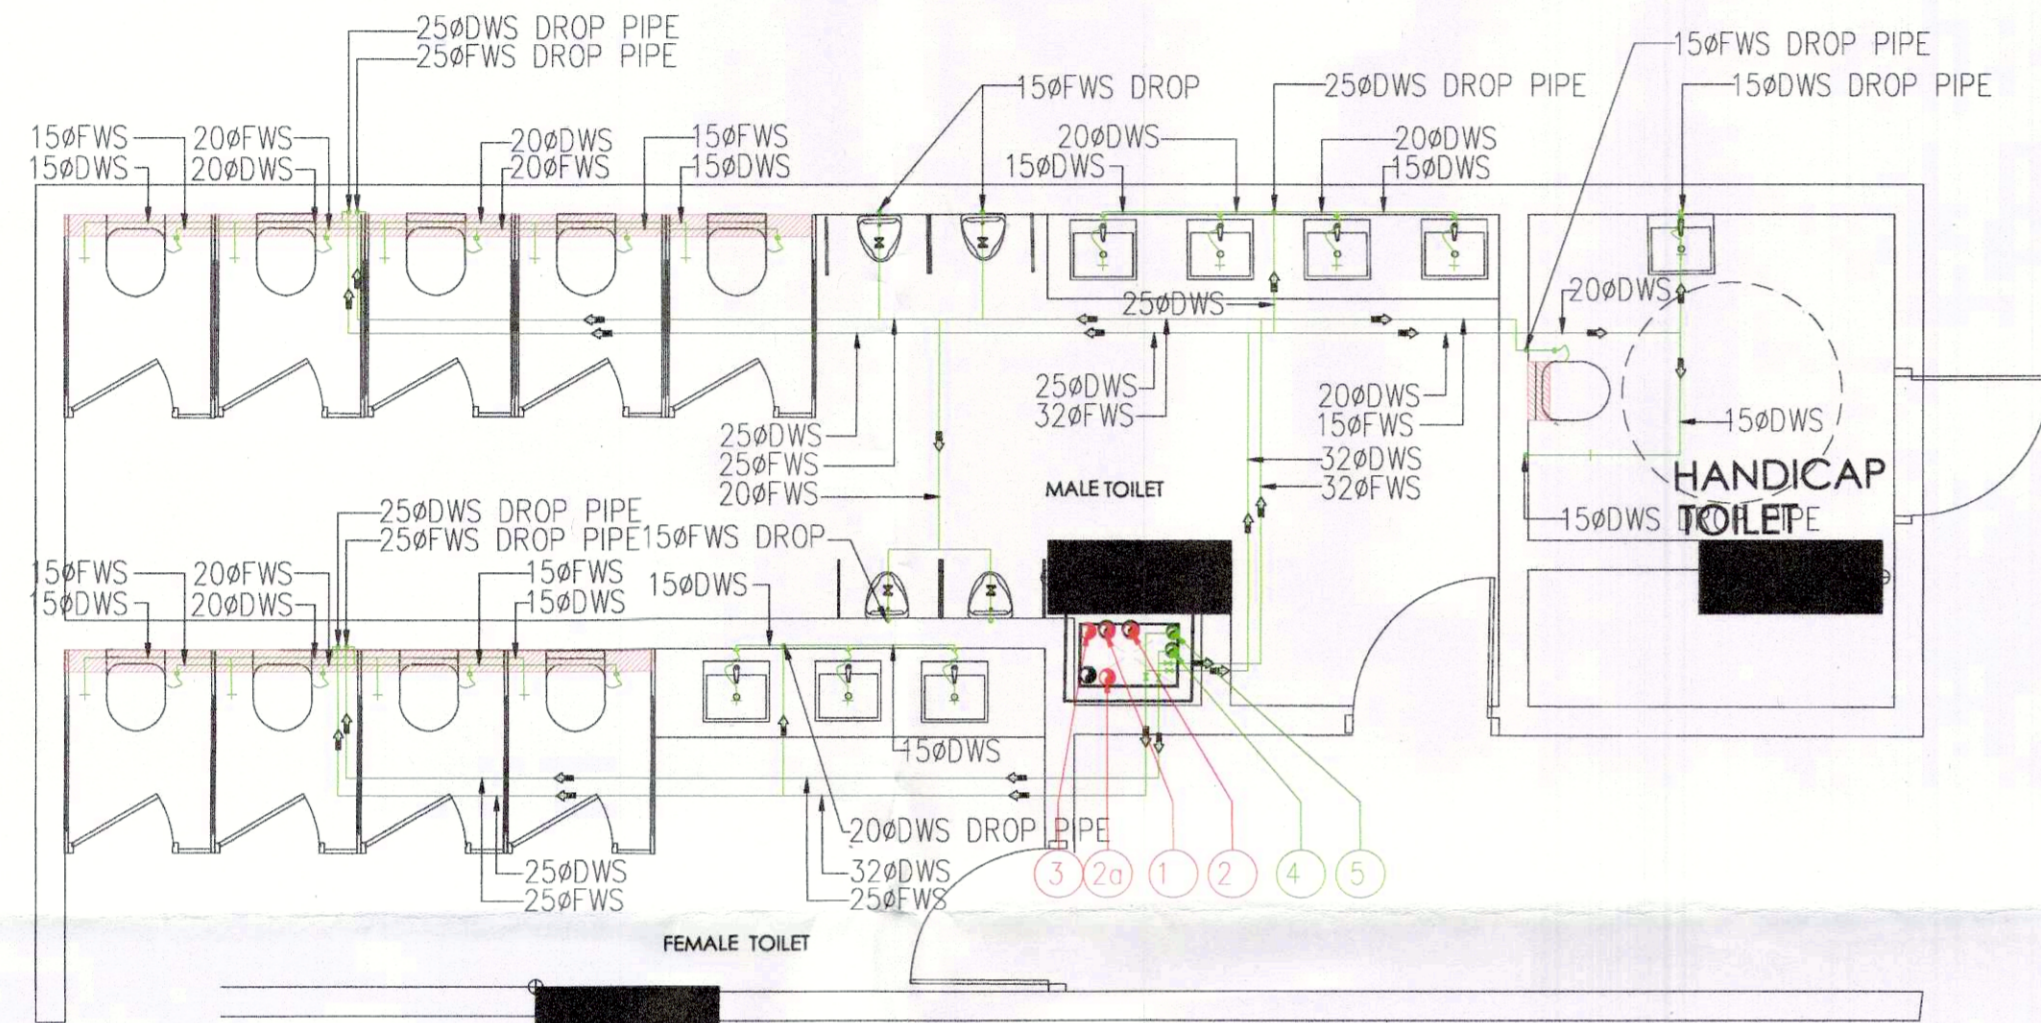 25øDWS DROP PIPE
25øFWS DROP PIPE
15øFWS DROP
25øDWS DROP PIPE
15øFWS DROP PIPE
15øDWS DROP PIPE
15øFWS
15øDWS
20øFWS
20øDWS
20øDWS
20øFWS
15øFWS
15øDWS
20øDWS
15øDWS
20øDWS
15øDWS
25øDWS
20øDWS
25øDWS
32øFWS
20øDWS
15øFWS
25øDWS
25øFWS
20øFWS
32øDWS
32øFWS
15øDWS
MALE TOILET
HANDICAP
TOILET
15øDWS DROP PIPE
25øDWS DROP PIPE
25øFWS DROP PIPE
15øFWS DROP
15øFWS
15øDWS
20øFWS
20øDWS
15øFWS
15øDWS
15øDWS
15øDWS
20øDWS DROP PIPE
32øDWS
25øFWS
25øDWS
25øFWS
3
2a
1
2
4
5
FEMALE TOILET